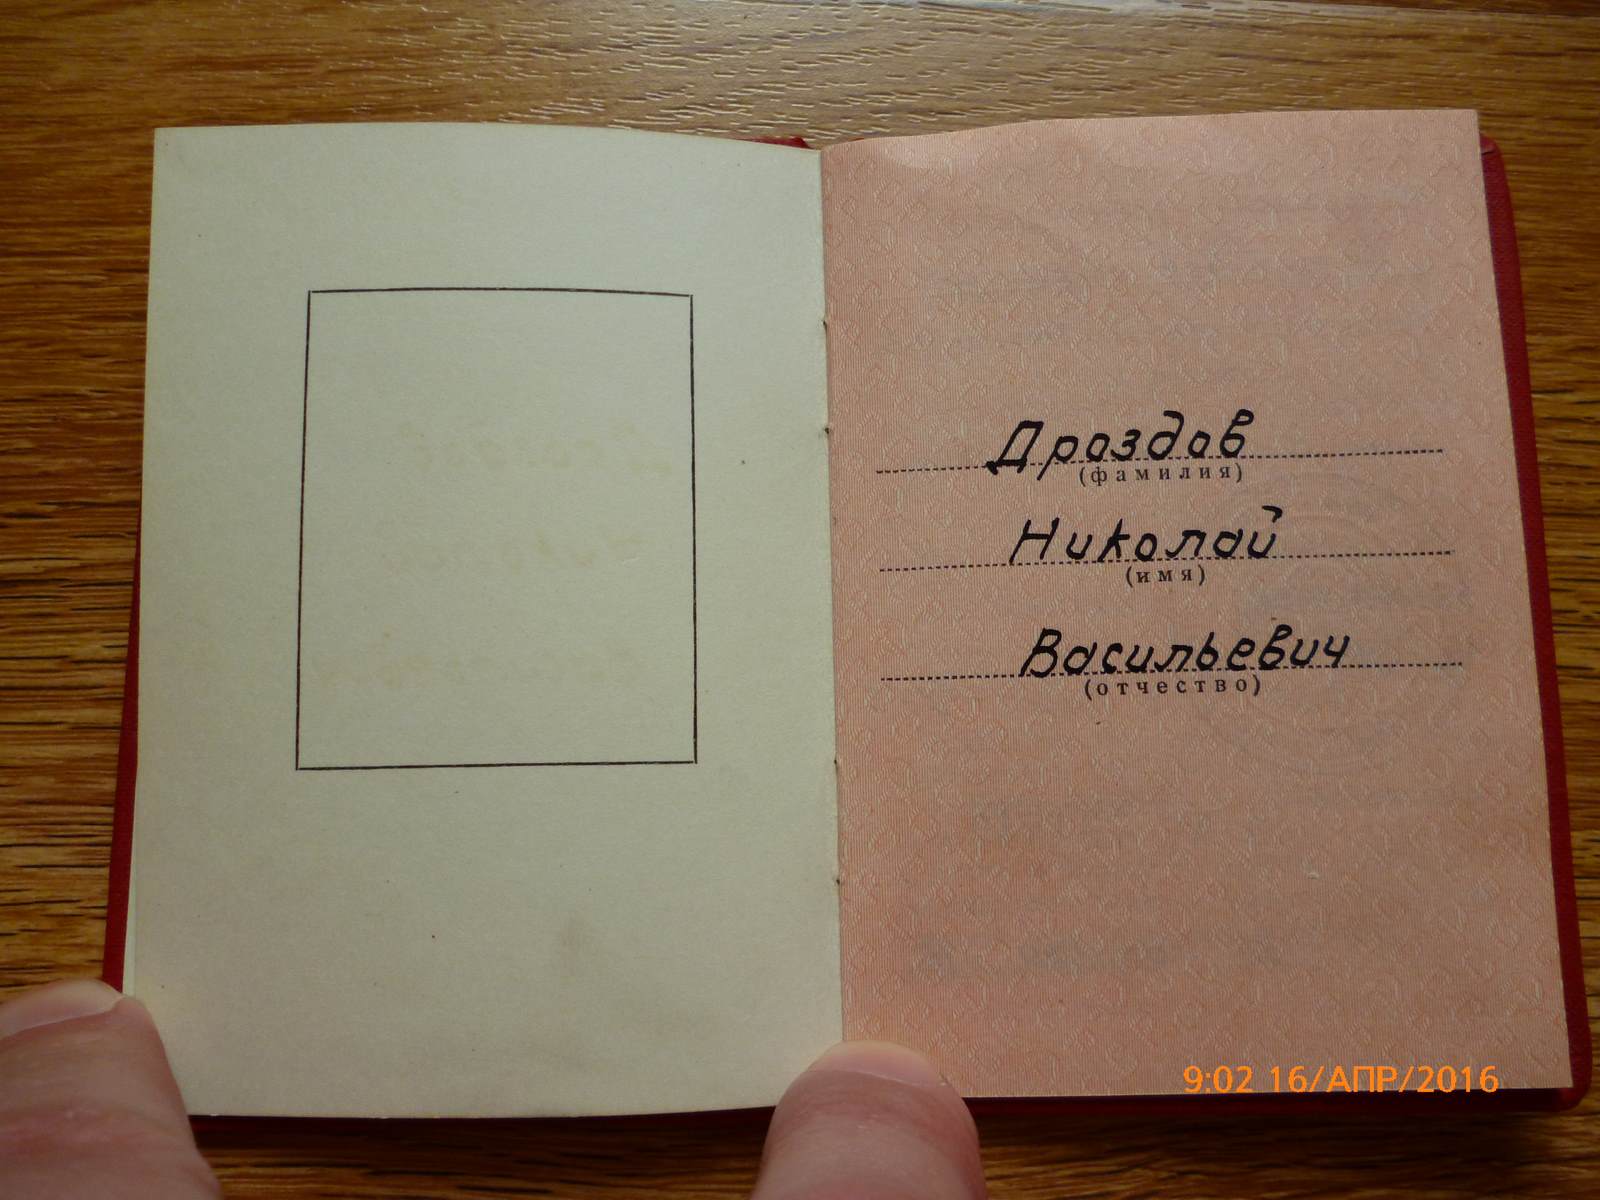 Дроздов
(фамилия)
Николай
(имя)
Васильевич
(отчество)
9:02 16/АПР/2016